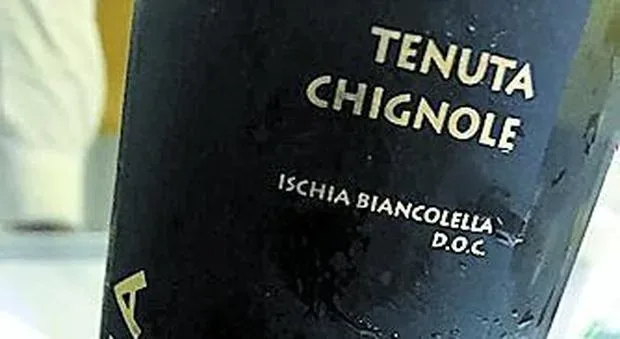 TENUTA
CHIGNOLE
ISCHIA BIANCOLELLA
D.O.C.
A